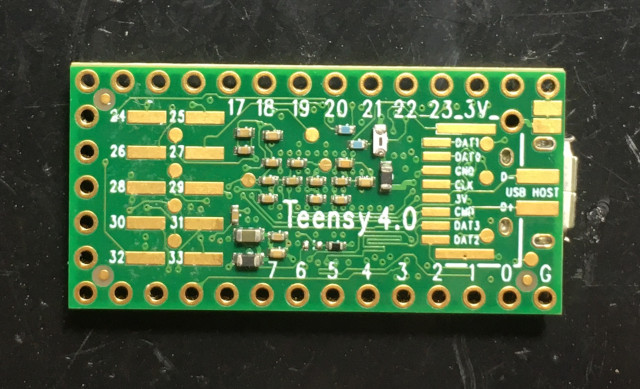 17 18 19 20 21 22 23 3V
24 25
26 27
28 29
30 31
32 33
DAT1
DAT0
GND
CLK
3V
CMD
DAT3
DAT2
D-
USB HOST
D+
Teensy 4.0
7 6 5 4 3 2 1 0 G